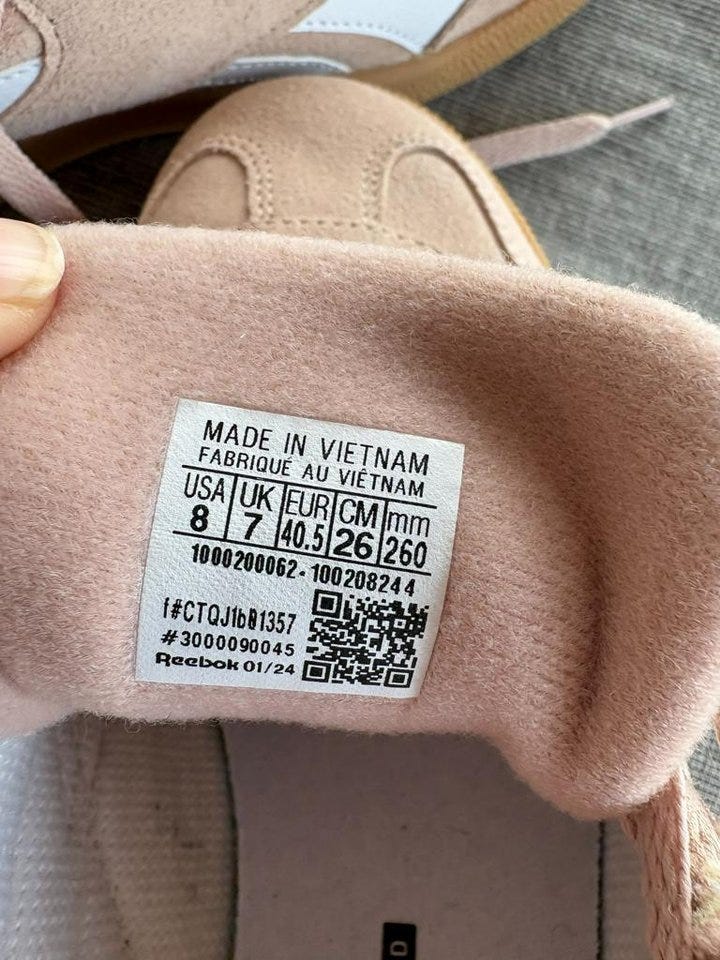 MADE IN VIETNAM
FABRIQUÉ AU VIÊTNAM
USA UK EUR CM mm
8 7 40.5 26 260
1000200062-100208244
#3000090045
Reebok 01/24
D